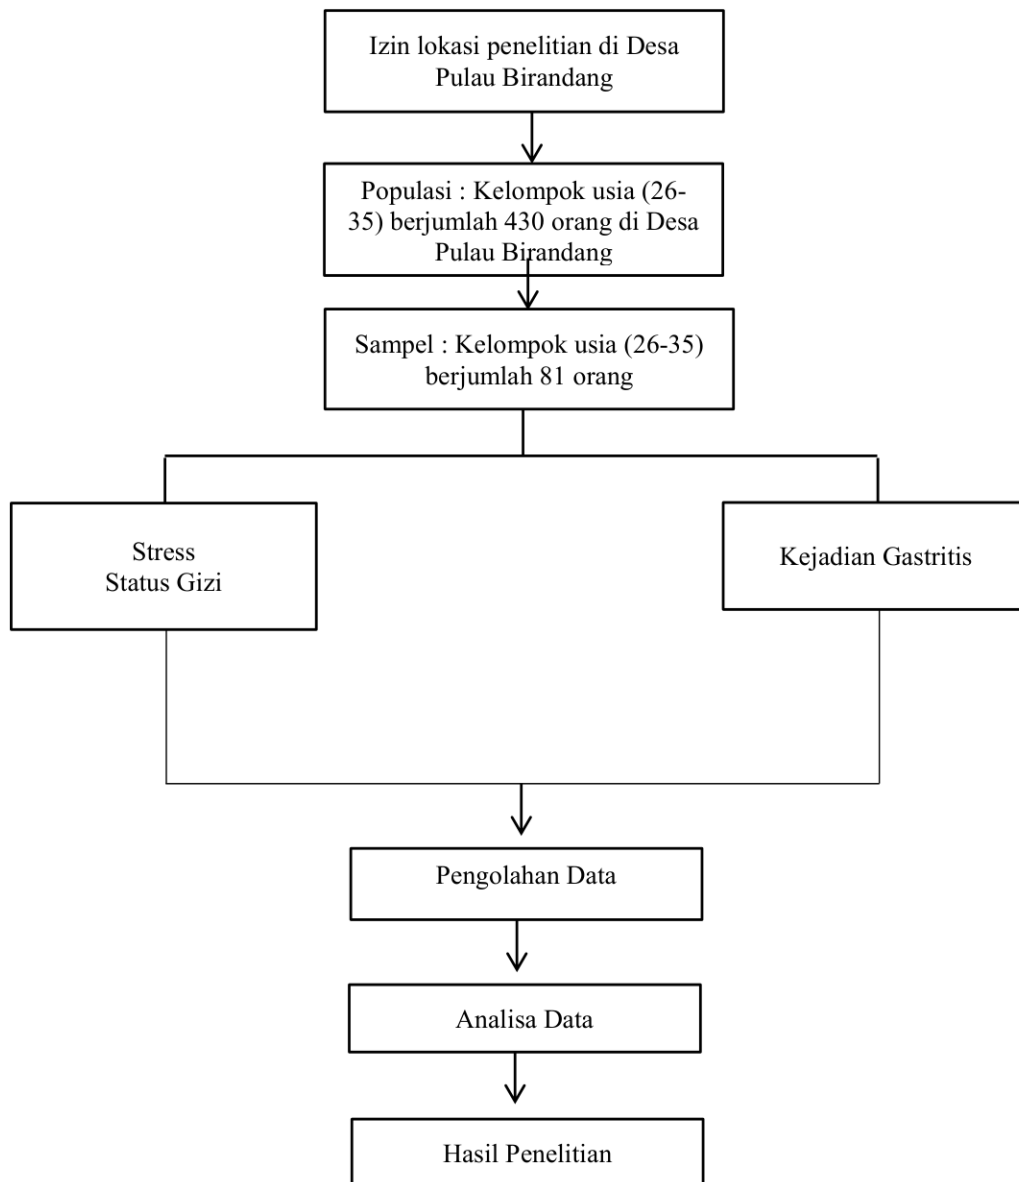 Izin lokasi penelitian di Desa
Pulau Birandang
Populasi : Kelompok usia (26-
35) berjumlah 430 orang di Desa
Pulau Birandang
Sampel : Kelompok usia (26-35)
berjumlah 81 orang
Stress
Status Gizi
Kejadian Gastritis
Pengolahan Data
Analisa Data
Hasil Penelitian